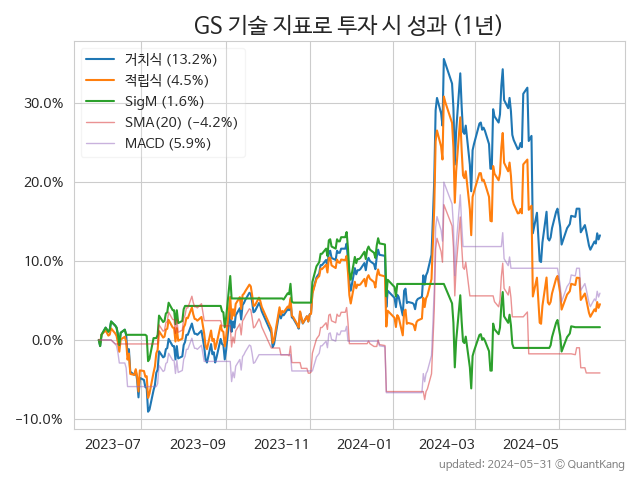 GS 기술 지표로 투자 시 성과 (1년)
거치식 (13.2%)
적립식 (4.5%)
SigM (1.6%)
SMA(20) (−4.2%)
MACD (5.9%)
30.0%
20.0%
10.0%
0.0%
−10.0%
2023−07 2023−09 2023−11 2024−01 2024−03 2024−05
updated: 2024-05-31 © QuantKang